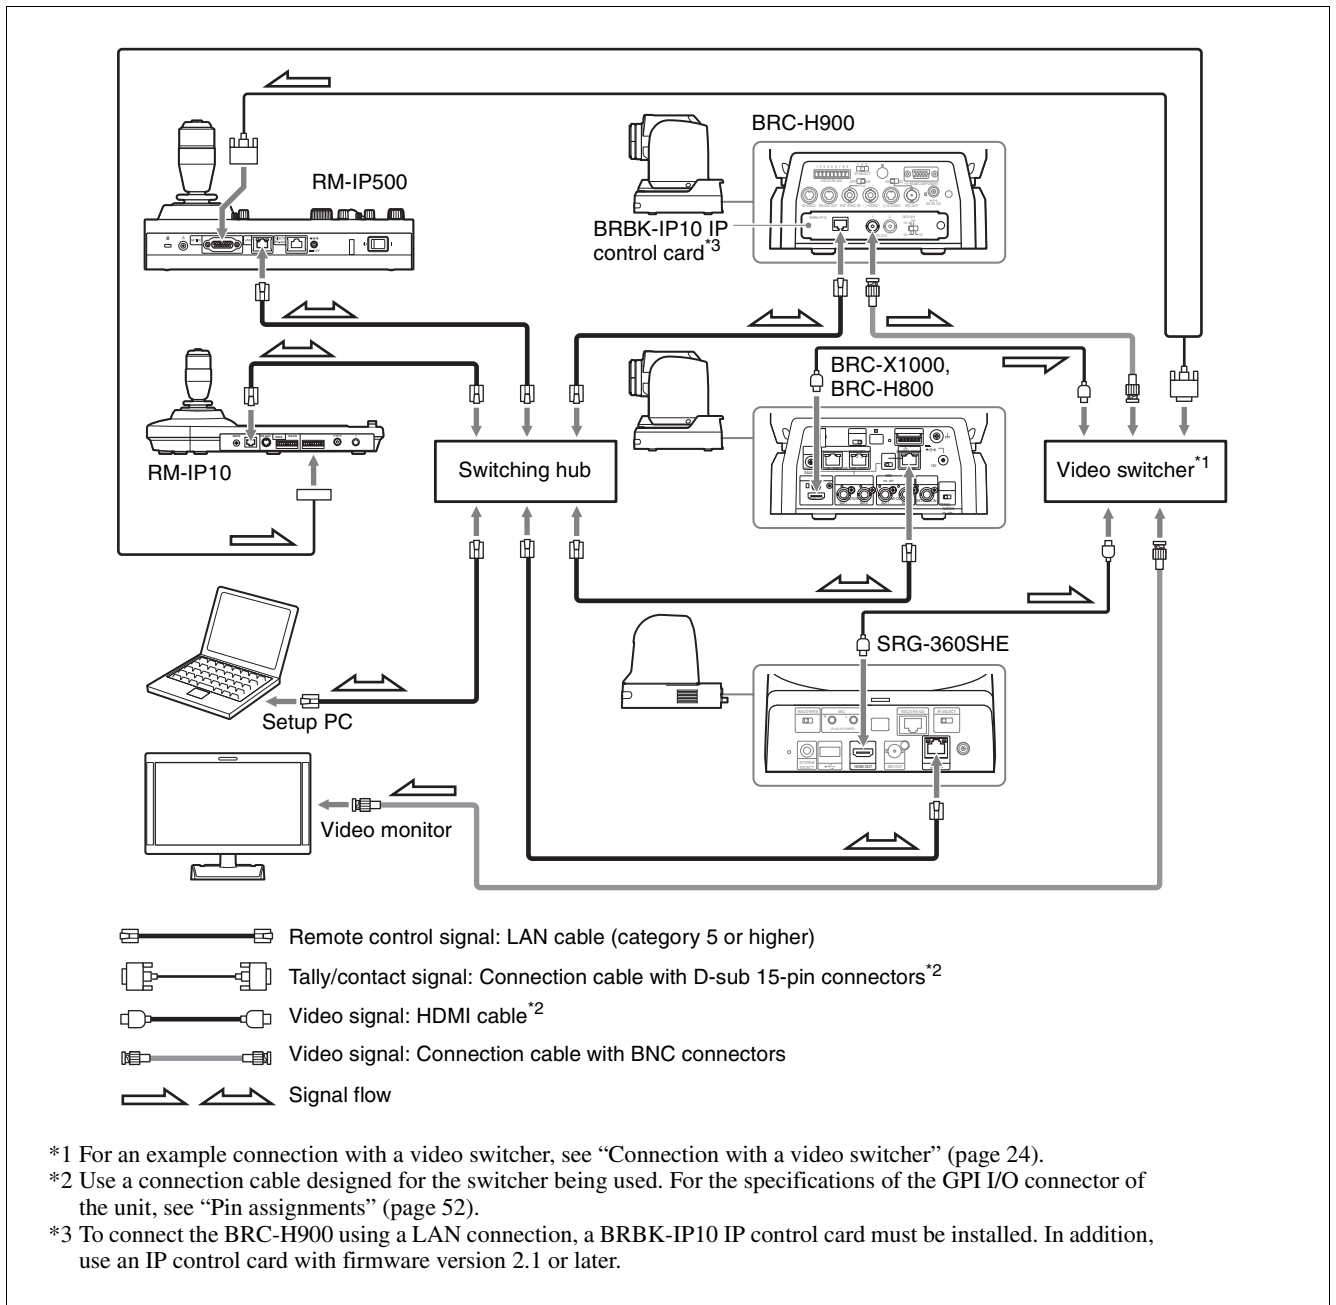 BRC-H900
RM-IP500
BRBK-IP10 IP
control card*3
BRC-X1000,
BRC-H800
RM-IP10
Switching hub
Video switcher*1
SRG-360SHE
Setup PC
HDMI OUT
Video monitor
Remote control signal: LAN cable (category 5 or higher)
Tally/contact signal: Connection cable with D-sub 15-pin connectors*2
Video signal: HDMI cable*2
Video signal: Connection cable with BNC connectors
Signal flow
*1 For an example connection with a video switcher, see “Connection with a video switcher” (page 24).
*2 Use a connection cable designed for the switcher being used. For the specifications of the GPI I/O connector of
the unit, see “Pin assignments” (page 52).
*3 To connect the BRC-H900 using a LAN connection, a BRBK-IP10 IP control card must be installed. In addition,
use an IP control card with firmware version 2.1 or later.